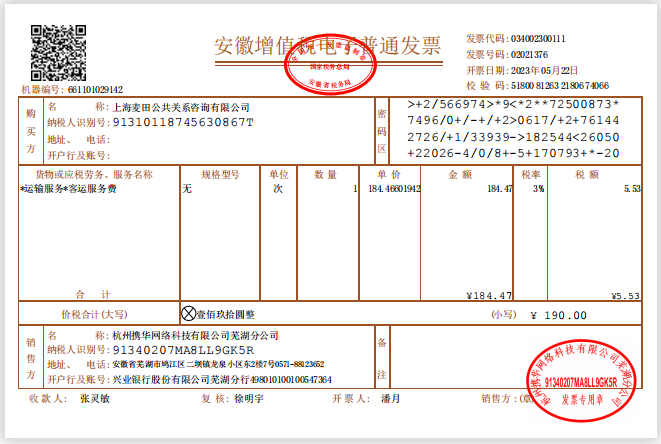 安徽增值税电子普通发票
国家税务总局
安徽省税务局
发票代码: 034002300111
发票号码: 02021376
开票日期: 2023年05月22日
校 验 码: 51800 81263 21806 74066
机器编号: 661101029142
购买方
名 称: 上海麦田公共关系咨询有限公司
纳税人识别号: 91310118745630867T
地址、 电话:
开户行及账号:
密码区
>+2/566974>*9<*2**72500873*
7496/0+/-+/+2>0617/+2+76144
2726/+1/33939->182544<26050
+22026-4/0/8+-5+170793+*-20
货物或应税劳务、服务名称 规格型号 单位 数 量 单 价 金 额 税率 税 额
*运输服务*客运服务费 无 次 1 184.46601942 184.47 3% 5.53
合 计 ¥184.47 ¥5.53
价税合计(大写) ⊗壹佰玖拾圆整 (小写) ¥ 190.00
销售方
名 称: 杭州携华网络科技有限公司芜湖分公司
纳税人识别号: 91340207MA8LL9GK5R
地址、 电话: 安徽省芜湖市鸠江区二坝镇龙泉小区东2楼7号0571-88123652
开户行及账号: 兴业银行股份有限公司芜湖分行498010100100547364
备注
收 款 人: 张灵敏 复 核: 徐明宇 开 票 人: 潘月 销 售 方: (章)
杭州携华网络科技有限公司芜湖分公司
91340207MA8LL9GK5R
发票专用章